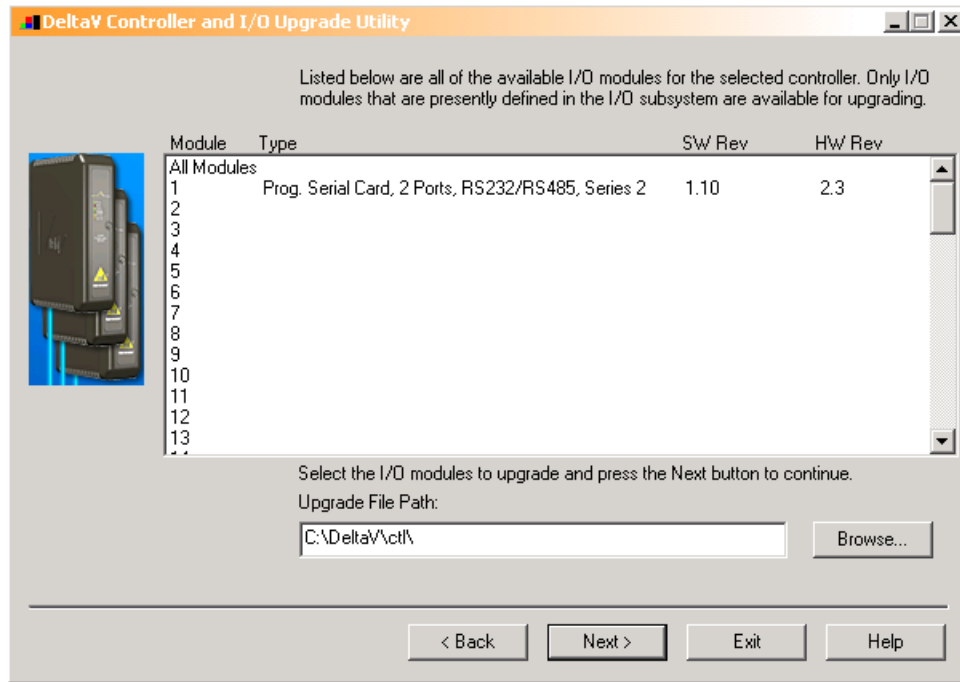 DeltaV Controller and I/O Upgrade Utility
Listed below are all of the available I/O modules for the selected controller. Only I/O
modules that are presently defined in the I/O subsystem are available for upgrading.
Module Type SW Rev HW Rev
All Modules
1 Prog. Serial Card, 2 Ports, RS232/RS485, Series 2 1.10 2.3
2
3
4
5
6
7
8
9
10
11
12
13
Select the I/O modules to upgrade and press the Next button to continue.
Upgrade File Path:
C:\DeltaV\ctl\
Browse...
< Back Next > Exit Help